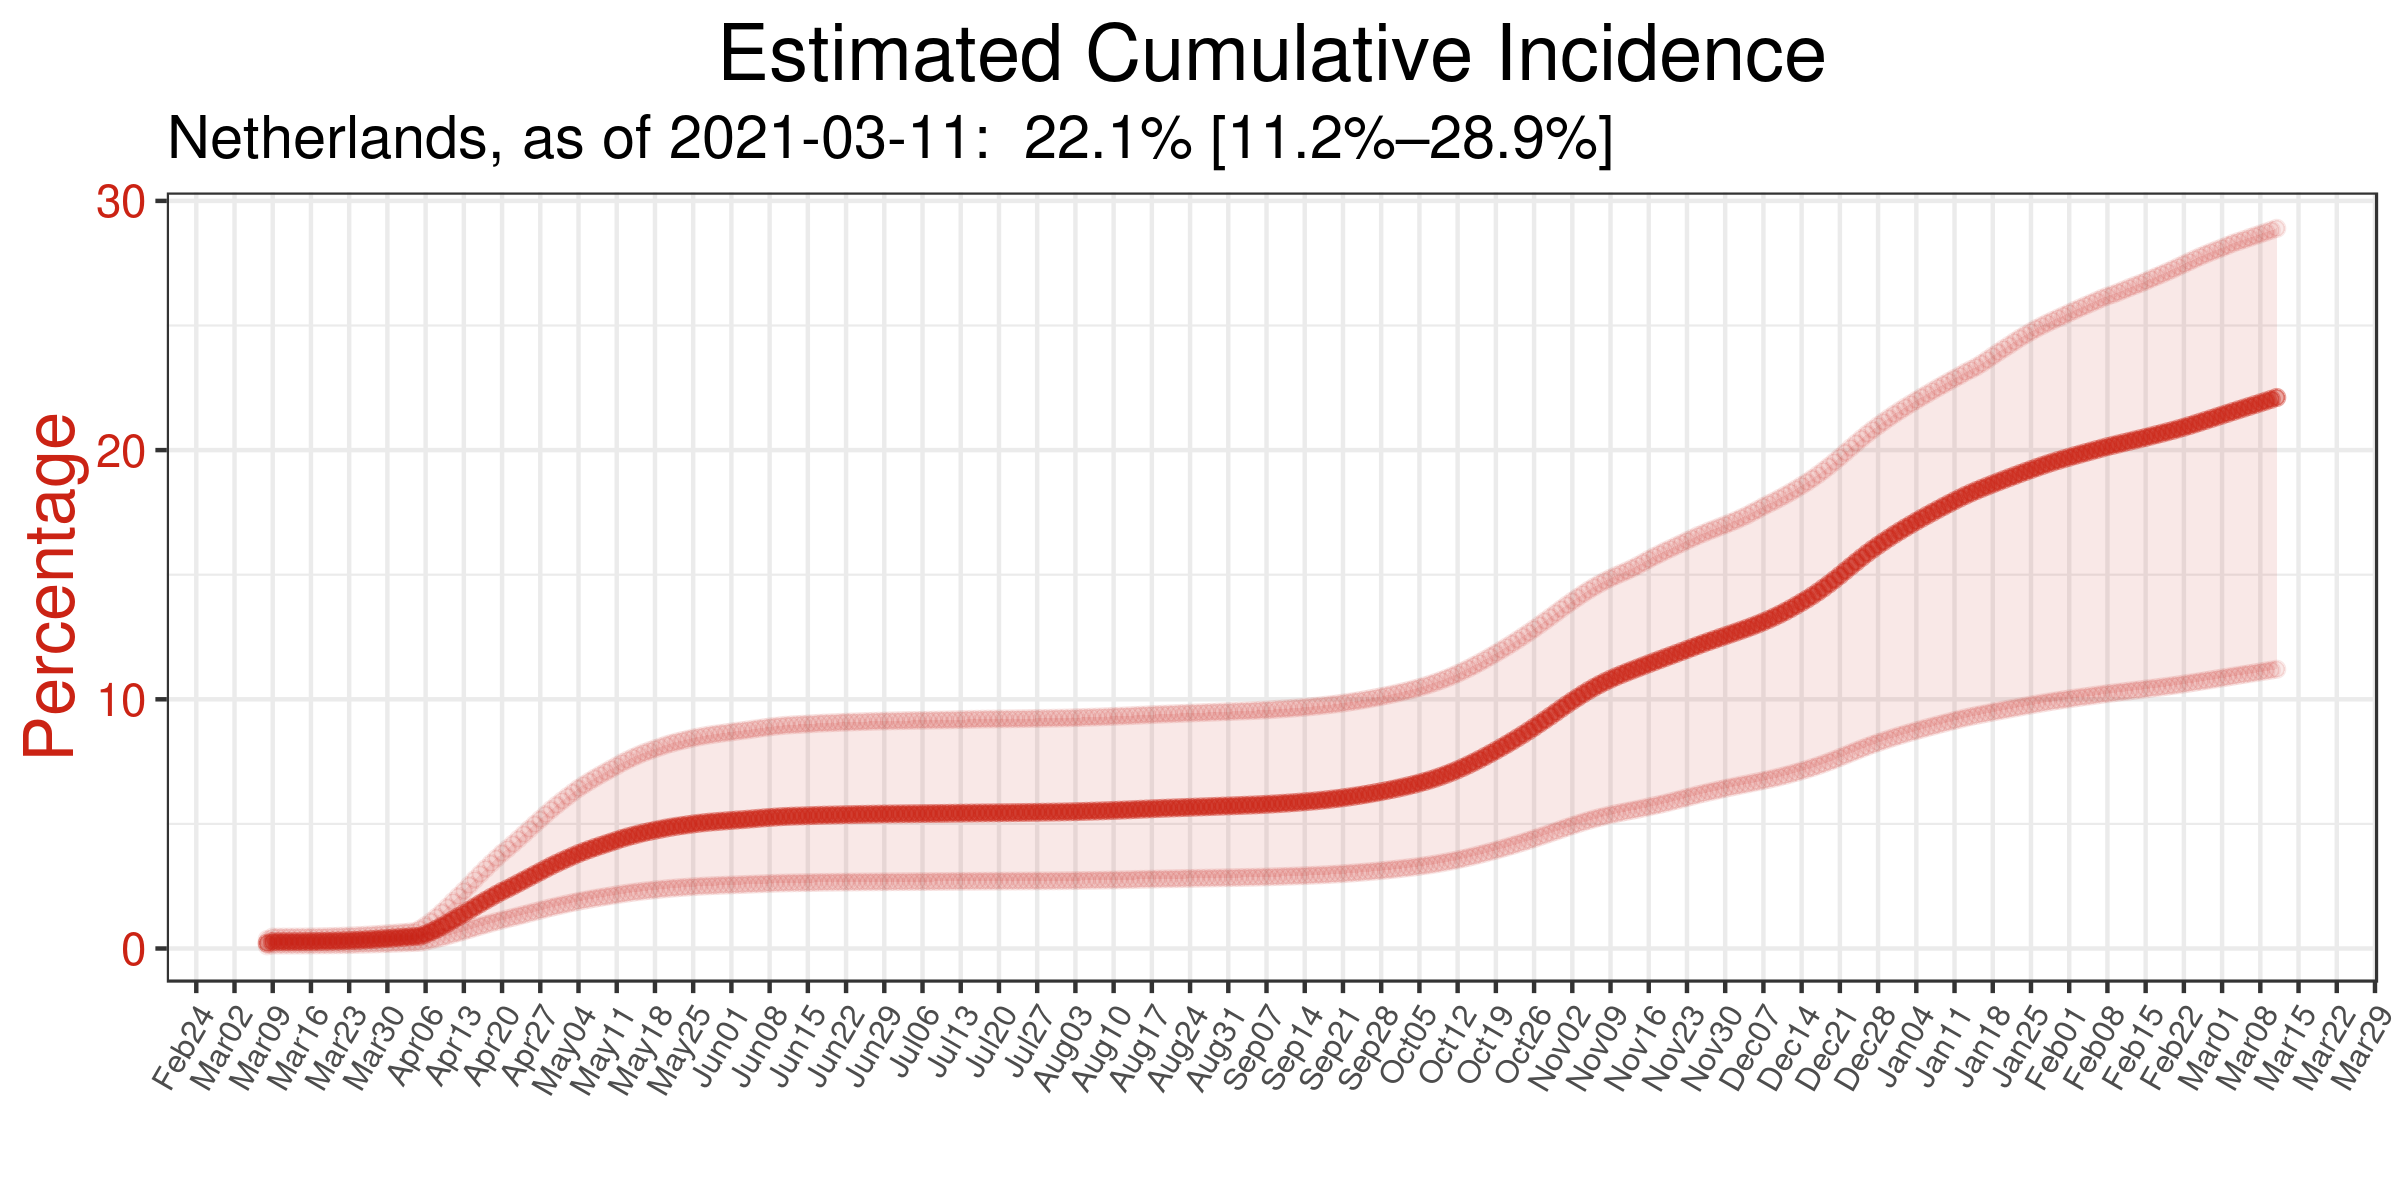 Estimated Cumulative Incidence
Netherlands, as of 2021-03-11:  22.1% [11.2%–28.9%]
Percentage
30
20
10
0
Feb24
Mar02
Mar09
Mar16
Mar23
Mar30
Apr06
Apr13
Apr20
Apr27
May04
May11
May18
May25
Jun01
Jun08
Jun15
Jun22
Jun29
Jul06
Jul13
Jul20
Jul27
Aug03
Aug10
Aug17
Aug24
Aug31
Sep07
Sep14
Sep21
Sep28
Oct05
Oct12
Oct19
Oct26
Nov02
Nov09
Nov16
Nov23
Nov30
Dec07
Dec14
Dec21
Dec28
Jan04
Jan11
Jan18
Jan25
Feb01
Feb08
Feb15
Feb22
Mar01
Mar08
Mar15
Mar22
Mar29